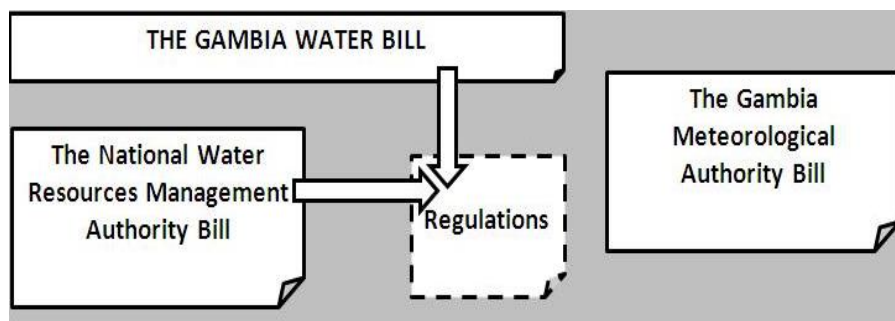 THE GAMBIA WATER BILL
The National Water
Resources Management
Authority Bill
Regulations
The Gambia
Meteorological
Authority Bill